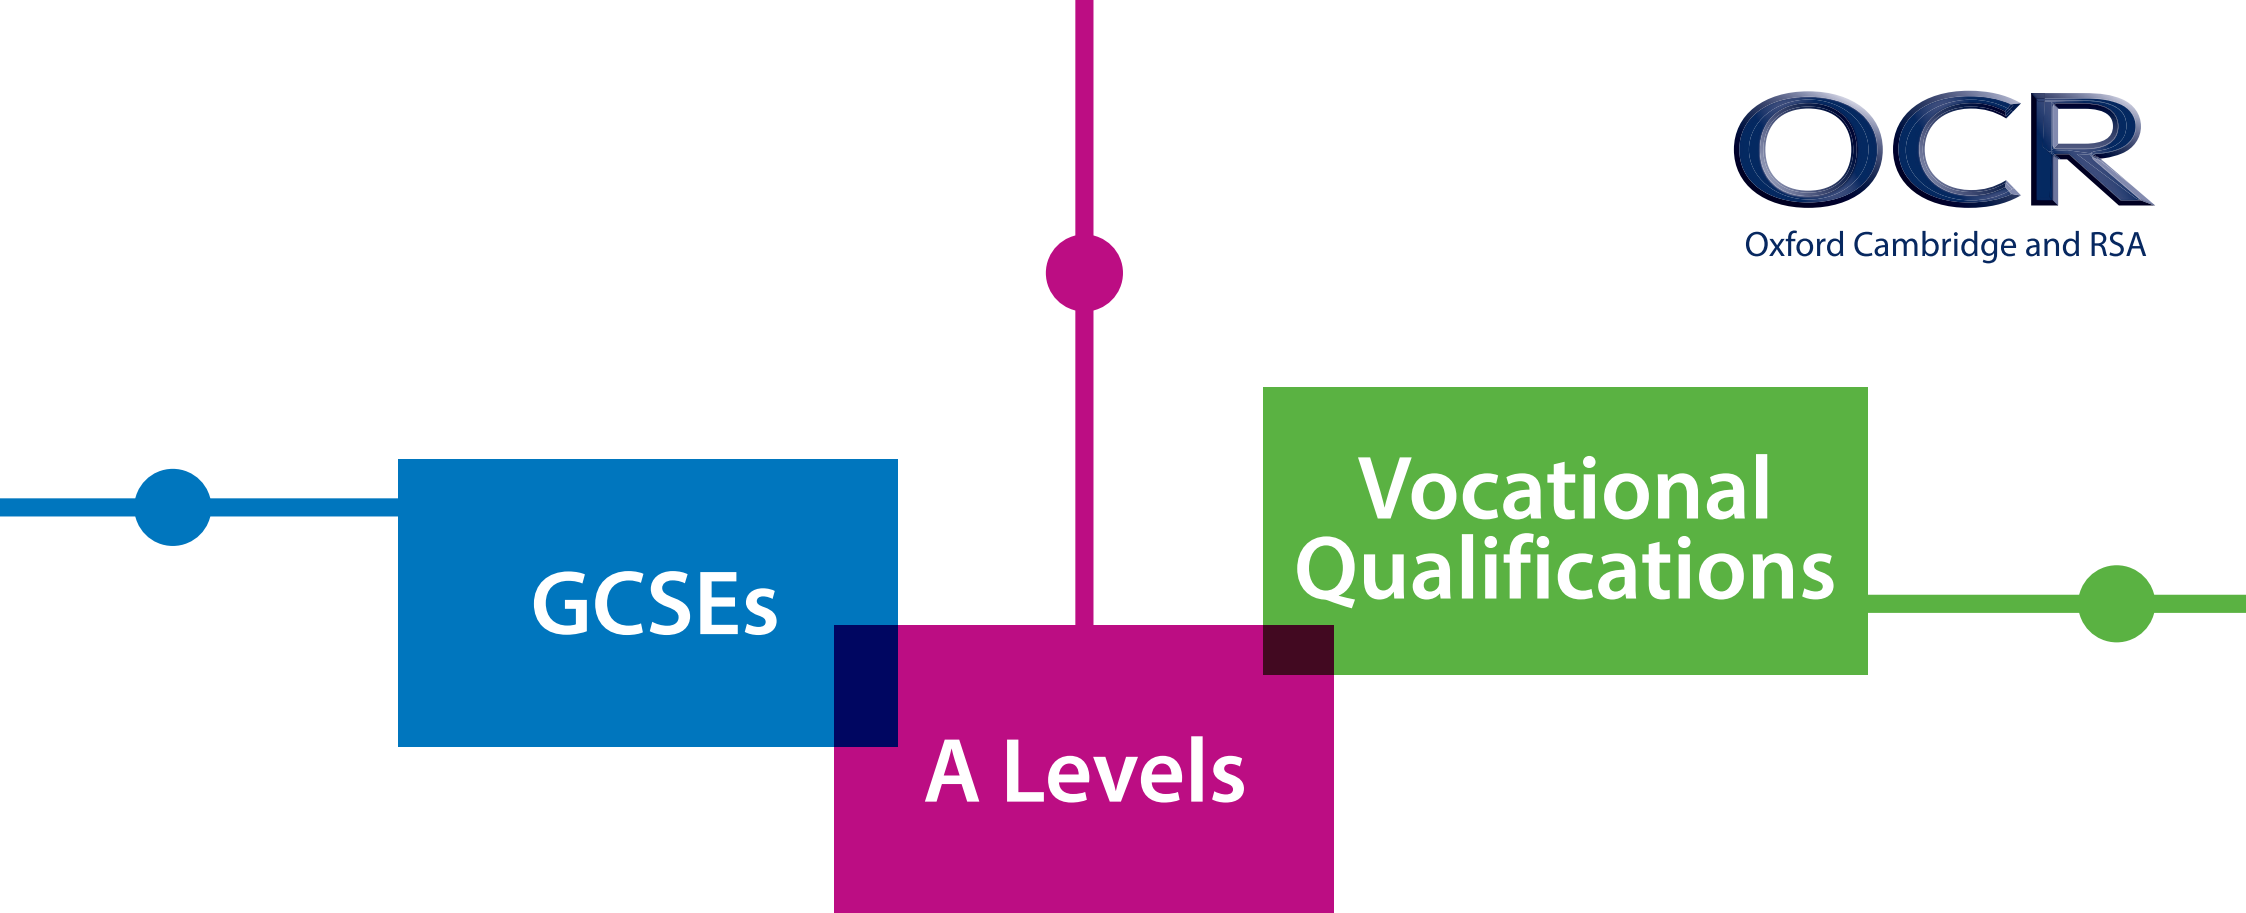 OCR
Oxford Cambridge and RSA
GCSEs
A Levels
Vocational
Qualifications